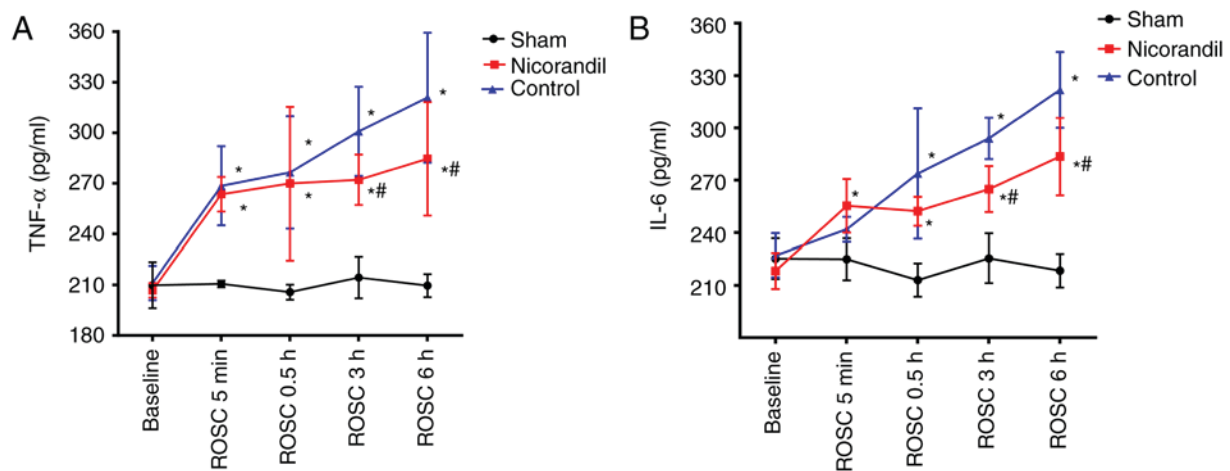 A
TNF-α (pg/ml)
360
330
300
270
240
210
180
Sham
Nicorandil
Control
*
*
*
*
*
*#
*
*#
Baseline
ROSC 5 min
ROSC 0.5 h
ROSC 3 h
ROSC 6 h
B
IL-6 (pg/ml)
360
330
300
270
240
210
Sham
Nicorandil
Control
*
*
*
*
*#
*
*#
Baseline
ROSC 5 min
ROSC 0.5 h
ROSC 3 h
ROSC 6 h